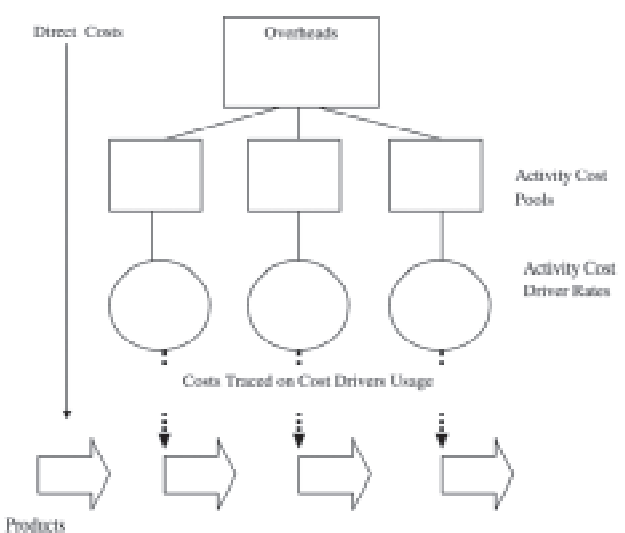 Direct Costs
Overheads
Activity Cost
Pools
Activity Cost
Driver Rates
Costs Traced on Cost Drivers Usage
Products